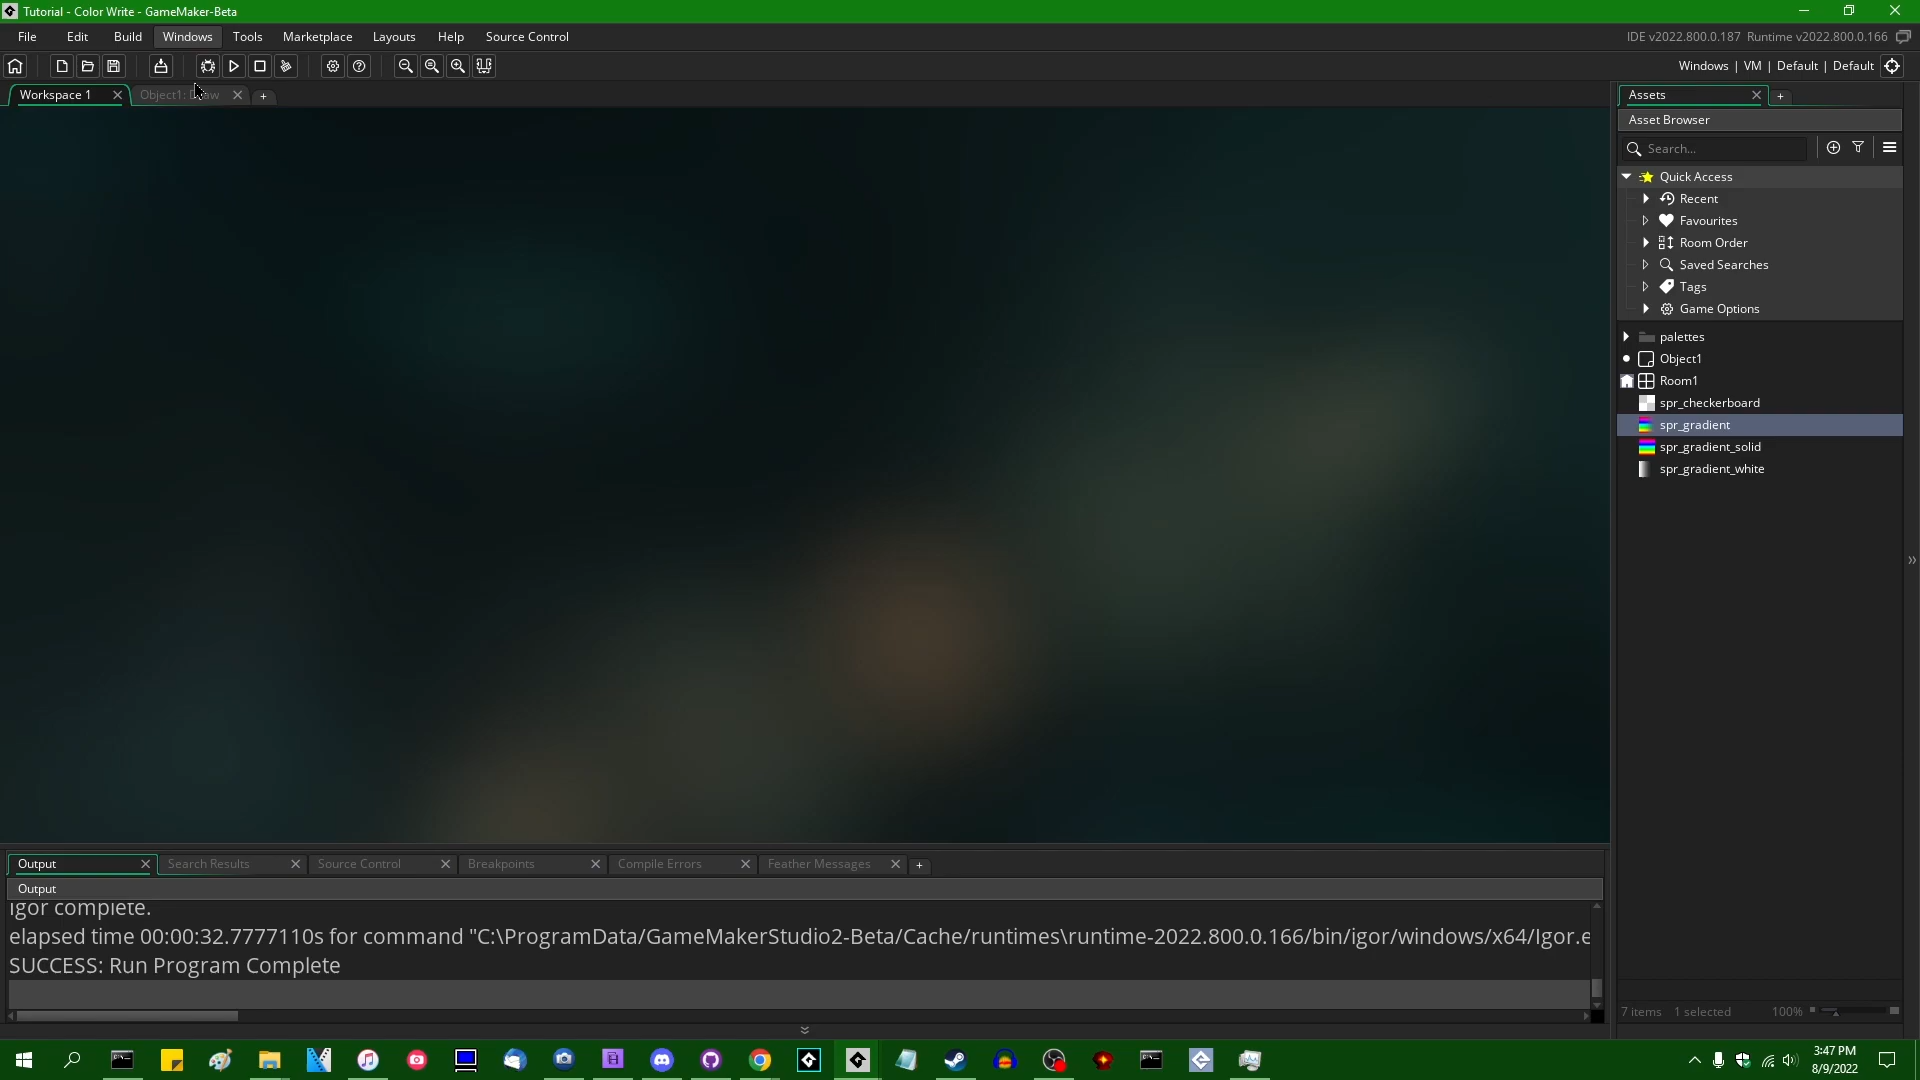 Tutorial - Color Write - GameMaker-Beta
File Edit Build Windows Tools Marketplace Layouts Help Source Control
IDE v2022.800.0.187 Runtime v2022.800.0.166
Windows | VM | Default | Default
Workspace 1
Assets
Asset Browser
Search...
Quick Access
Recent
Favourites
Room Order
Saved Searches
Tags
Game Options
palettes
Object1
Room1
spr_checkerboard
spr_gradient
spr_gradient_solid
spr_gradient_white
7 items 1 selected 100%
Output Search Results Source Control Breakpoints Compile Errors Feather Messages
Output
Igor complete.
elapsed time 00:00:32.7777110s for command "C:\ProgramData/GameMakerStudio2-Beta/Cache/runtimes\runtime-2022.800.0.166/bin/igor/windows/x64/Igor.e
SUCCESS: Run Program Complete
3:47 PM
8/9/2022